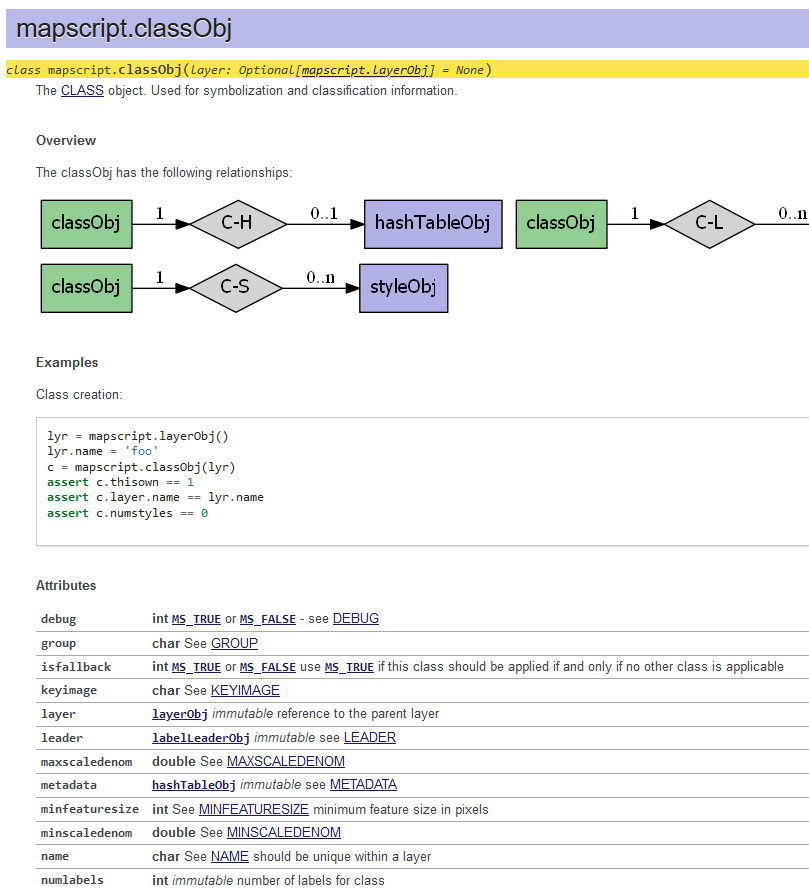 mapscript.classObj
class mapscript.classObj(layer: Optional[mapscript.layerObj] = None)
The CLASS object. Used for symbolization and classification information.
Overview
The classObj has the following relationships:
classObj 1 C-H 0..1 hashTableObj classObj 1 C-L 0..n
classObj 1 C-S 0..n styleObj
Examples
Class creation:
lyr = mapscript.layerObj()
lyr.name = 'foo'
c = mapscript.classObj(lyr)
assert c.thisown == 1
assert c.layer.name == lyr.name
assert c.numstyles == 0
Attributes
debug int MS_TRUE or MS_FALSE - see DEBUG
group char See GROUP
isfallback int MS_TRUE or MS_FALSE use MS_TRUE if this class should be applied if and only if no other class is applicable
keyimage char See KEYIMAGE
layer layerObj immutable reference to the parent layer
leader labelLeaderObj immutable see LEADER
maxscaledenom double See MAXSCALEDENOM
metadata hashTableObj immutable see METADATA
minfeaturesize int See MINFEATURESIZE minimum feature size in pixels
minscaledenom double See MINSCALEDENOM
name char See NAME should be unique within a layer
numlabels int immutable number of labels for class